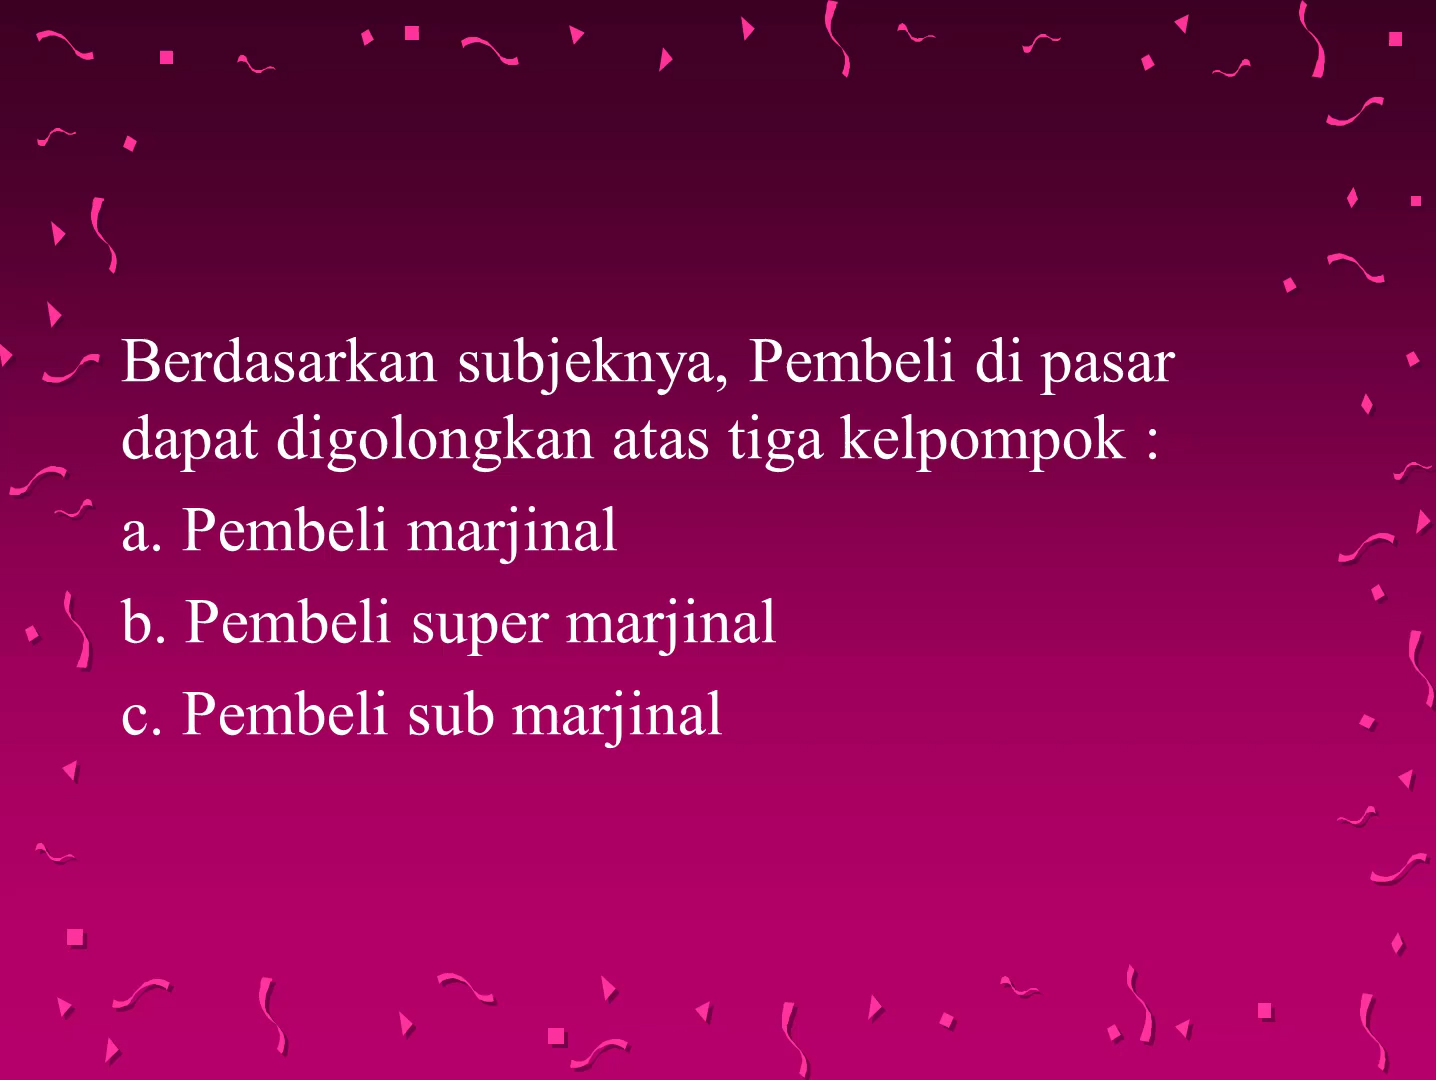 Berdasarkan subjeknya, Pembeli di pasar
dapat digolongkan atas tiga kelpompok :
a. Pembeli marjinal
b. Pembeli super marjinal
c. Pembeli sub marjinal